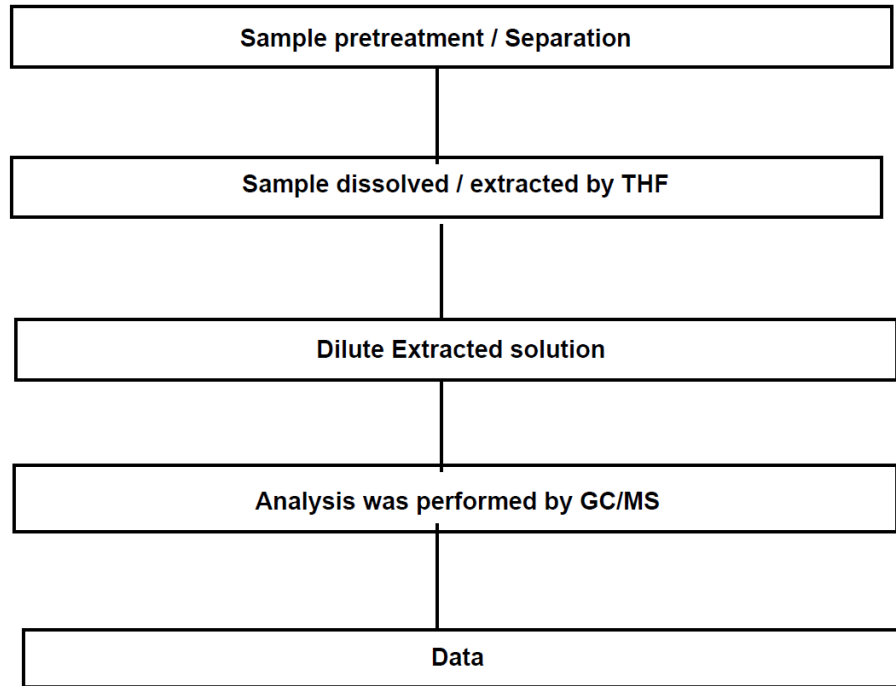 Sample pretreatment / Separation
Sample dissolved / extracted by THF
Dilute Extracted solution
Analysis was performed by GC/MS
Data